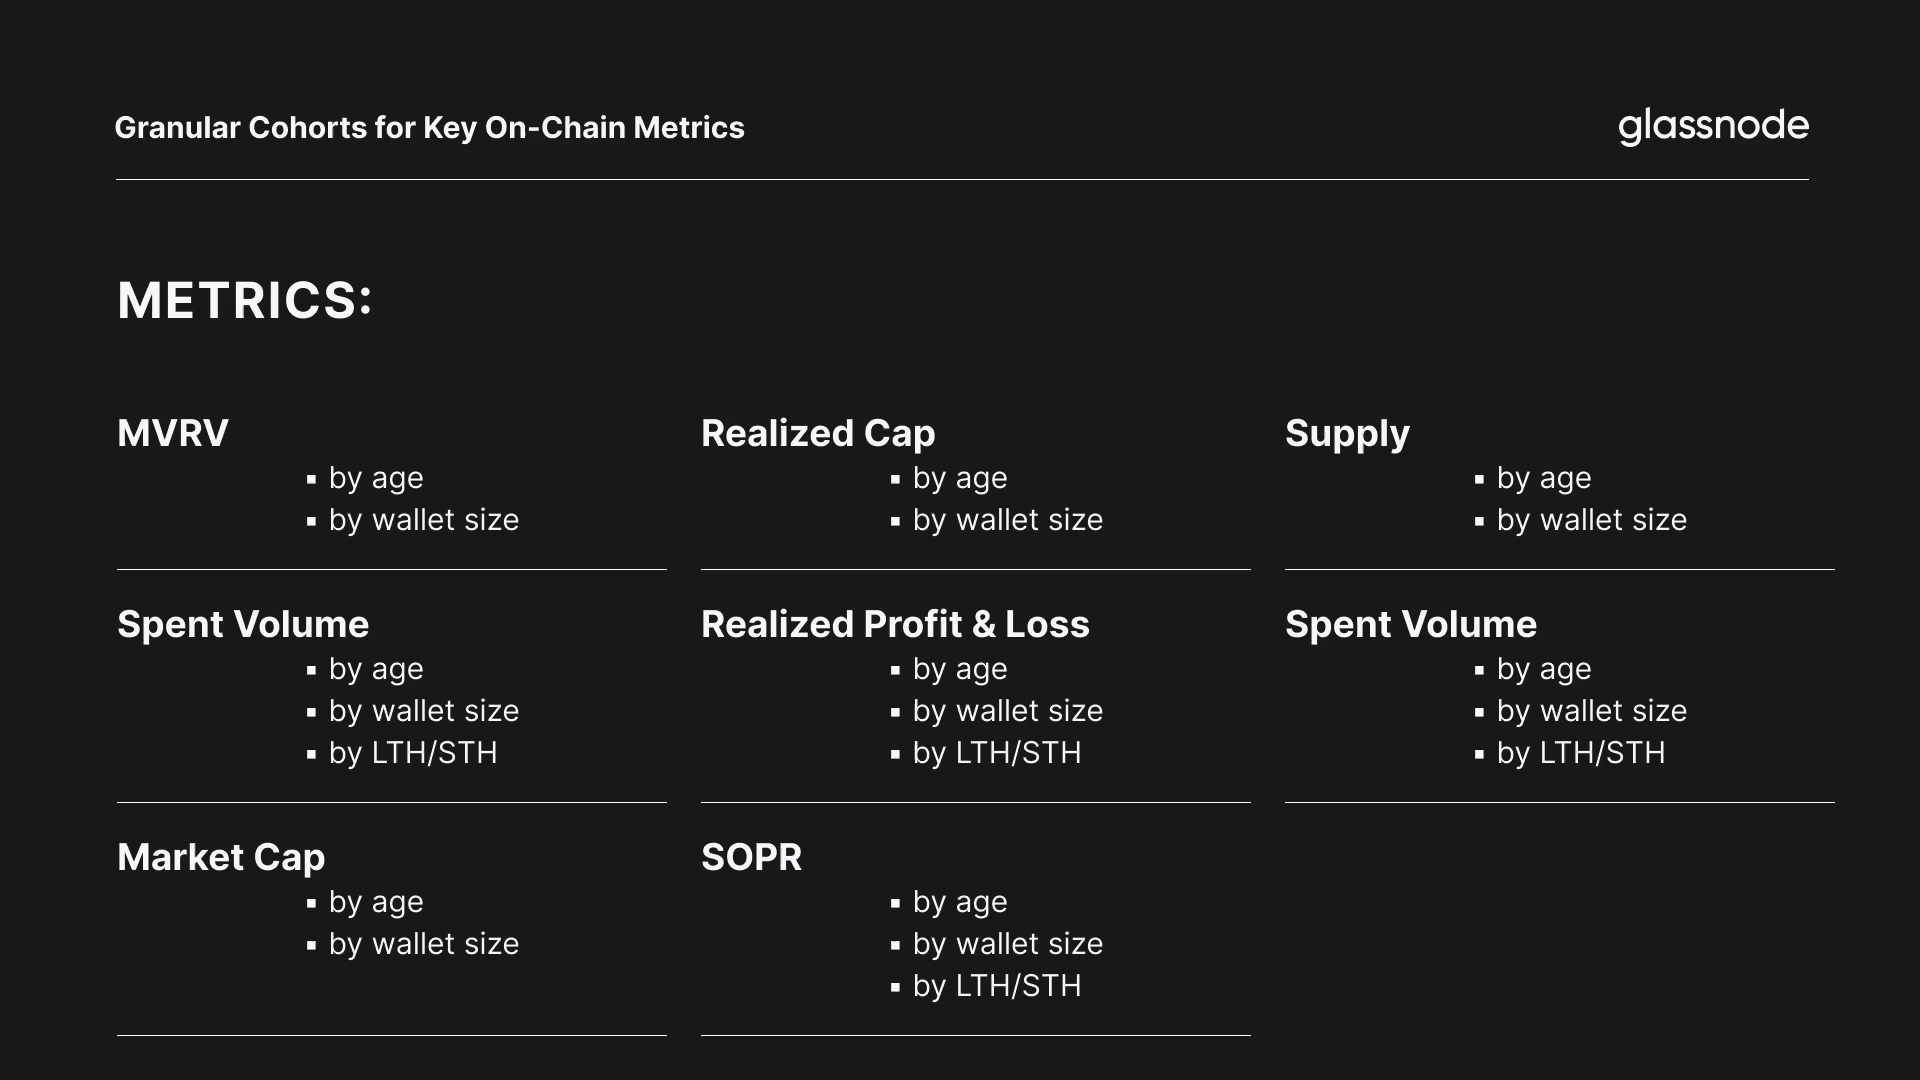 Granular Cohorts for Key On-Chain Metrics
glassnode
METRICS:
MVRV
▪ by age
▪ by wallet size
Realized Cap
▪ by age
▪ by wallet size
Supply
▪ by age
▪ by wallet size
Spent Volume
▪ by age
▪ by wallet size
▪ by LTH/STH
Realized Profit & Loss
▪ by age
▪ by wallet size
▪ by LTH/STH
Spent Volume
▪ by age
▪ by wallet size
▪ by LTH/STH
Market Cap
▪ by age
▪ by wallet size
SOPR
▪ by age
▪ by wallet size
▪ by LTH/STH